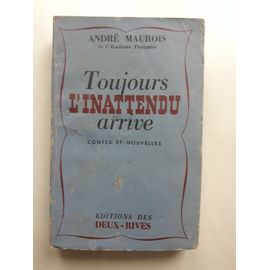 ANDRÉ MAUROIS
de l'Académie Française
Toujours
L'INATTENDU
arrive
CONTES ET NOUVELLES
EDITIONS DES
DEUX-RIVES